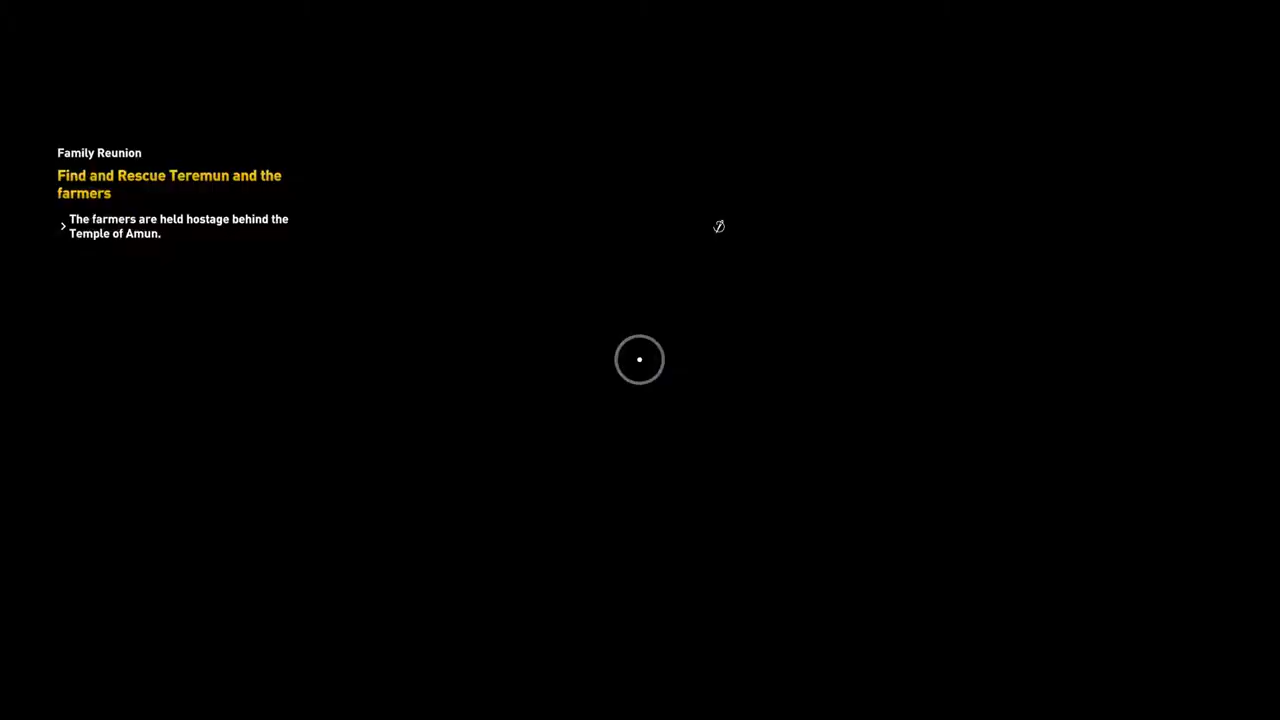 Family Reunion
Find and Rescue Teremun and the
farmers
The farmers are held hostage behind the
Temple of Amun.